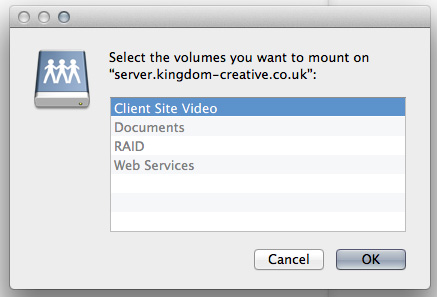 Select the volumes you want to mount on
"server.kingdom-creative.co.uk":
Client Site Video
Documents
RAID
Web Services
Cancel
OK